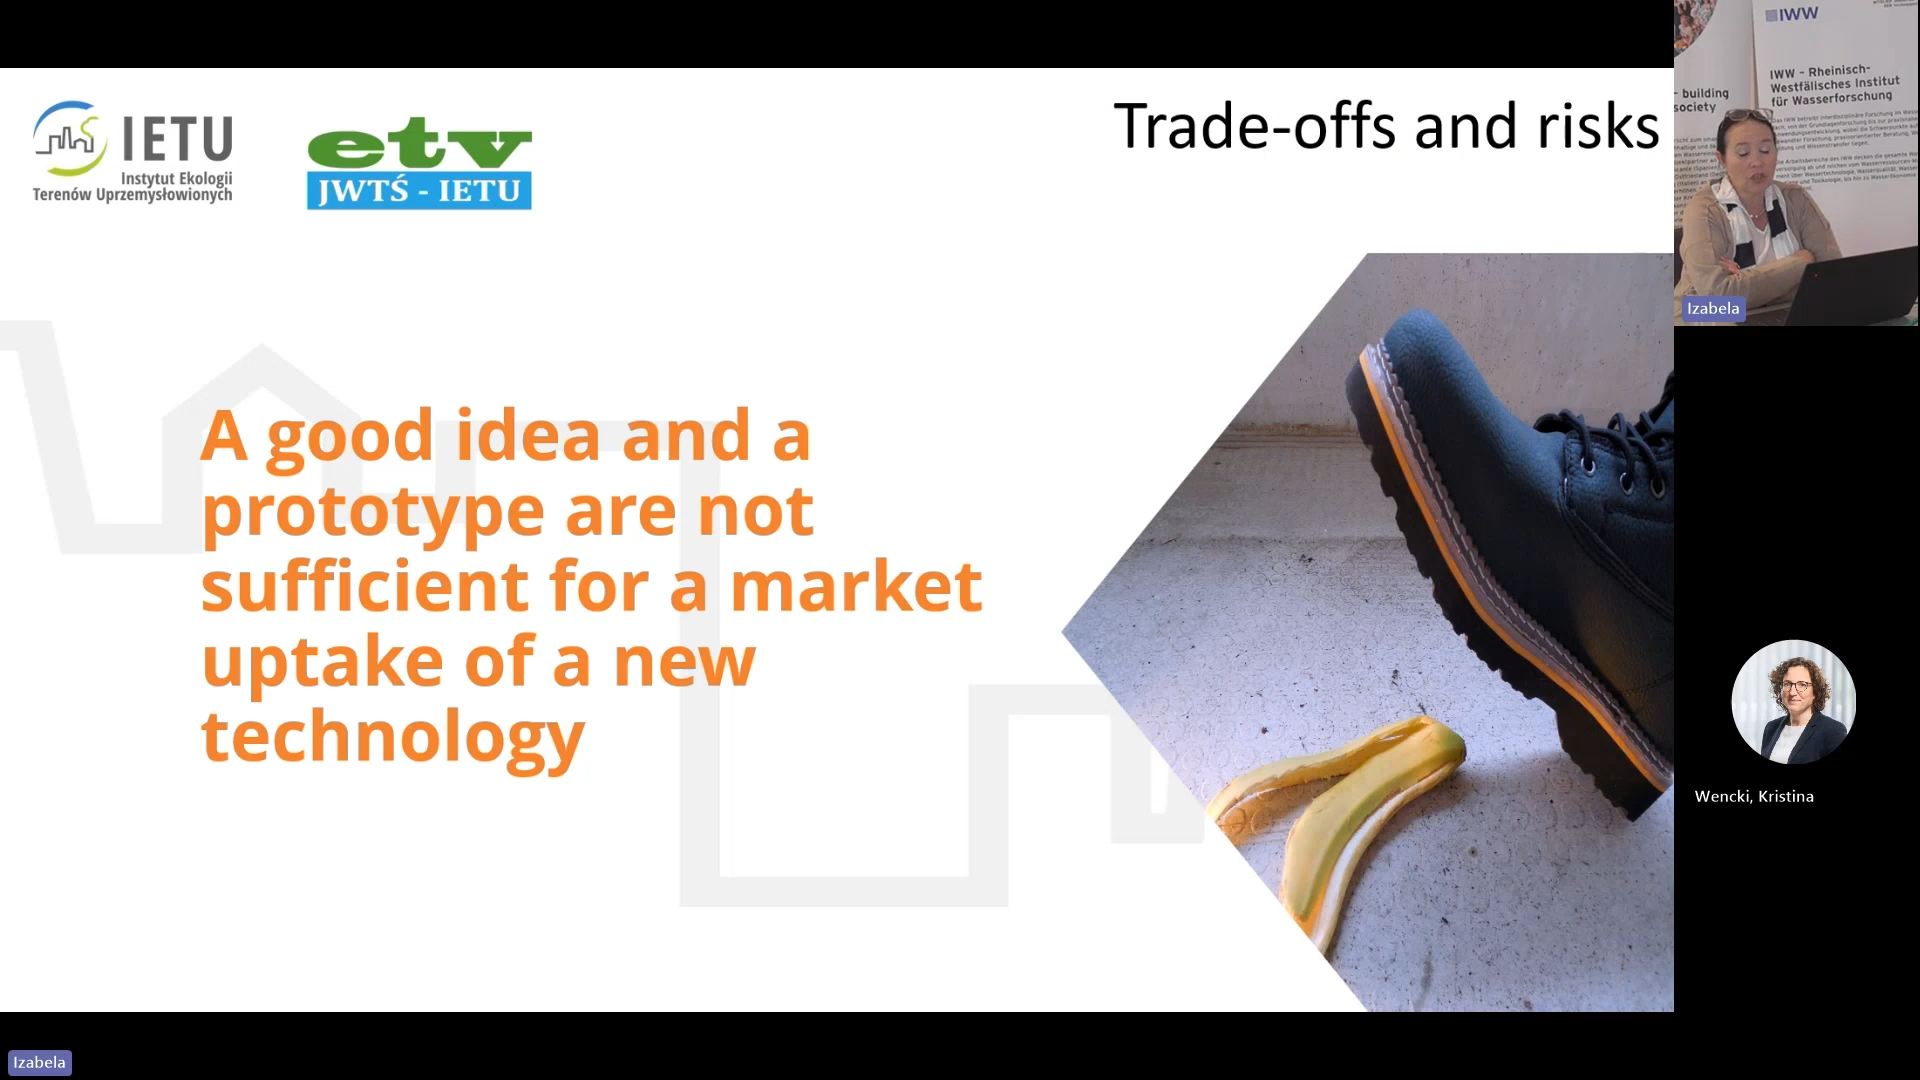 IETU
Instytut Ekologii
Terenów Uprzemysłowionych
etv
JWTŚ - IETU
Trade-offs and risks
A good idea and a
prototype are not
sufficient for a market
uptake of a new
technology
building
society
IWW
IWW - Rheinisch-
Westfälisches Institut
für Wasserforschung
Izabela
Wencki, Kristina
Izabela